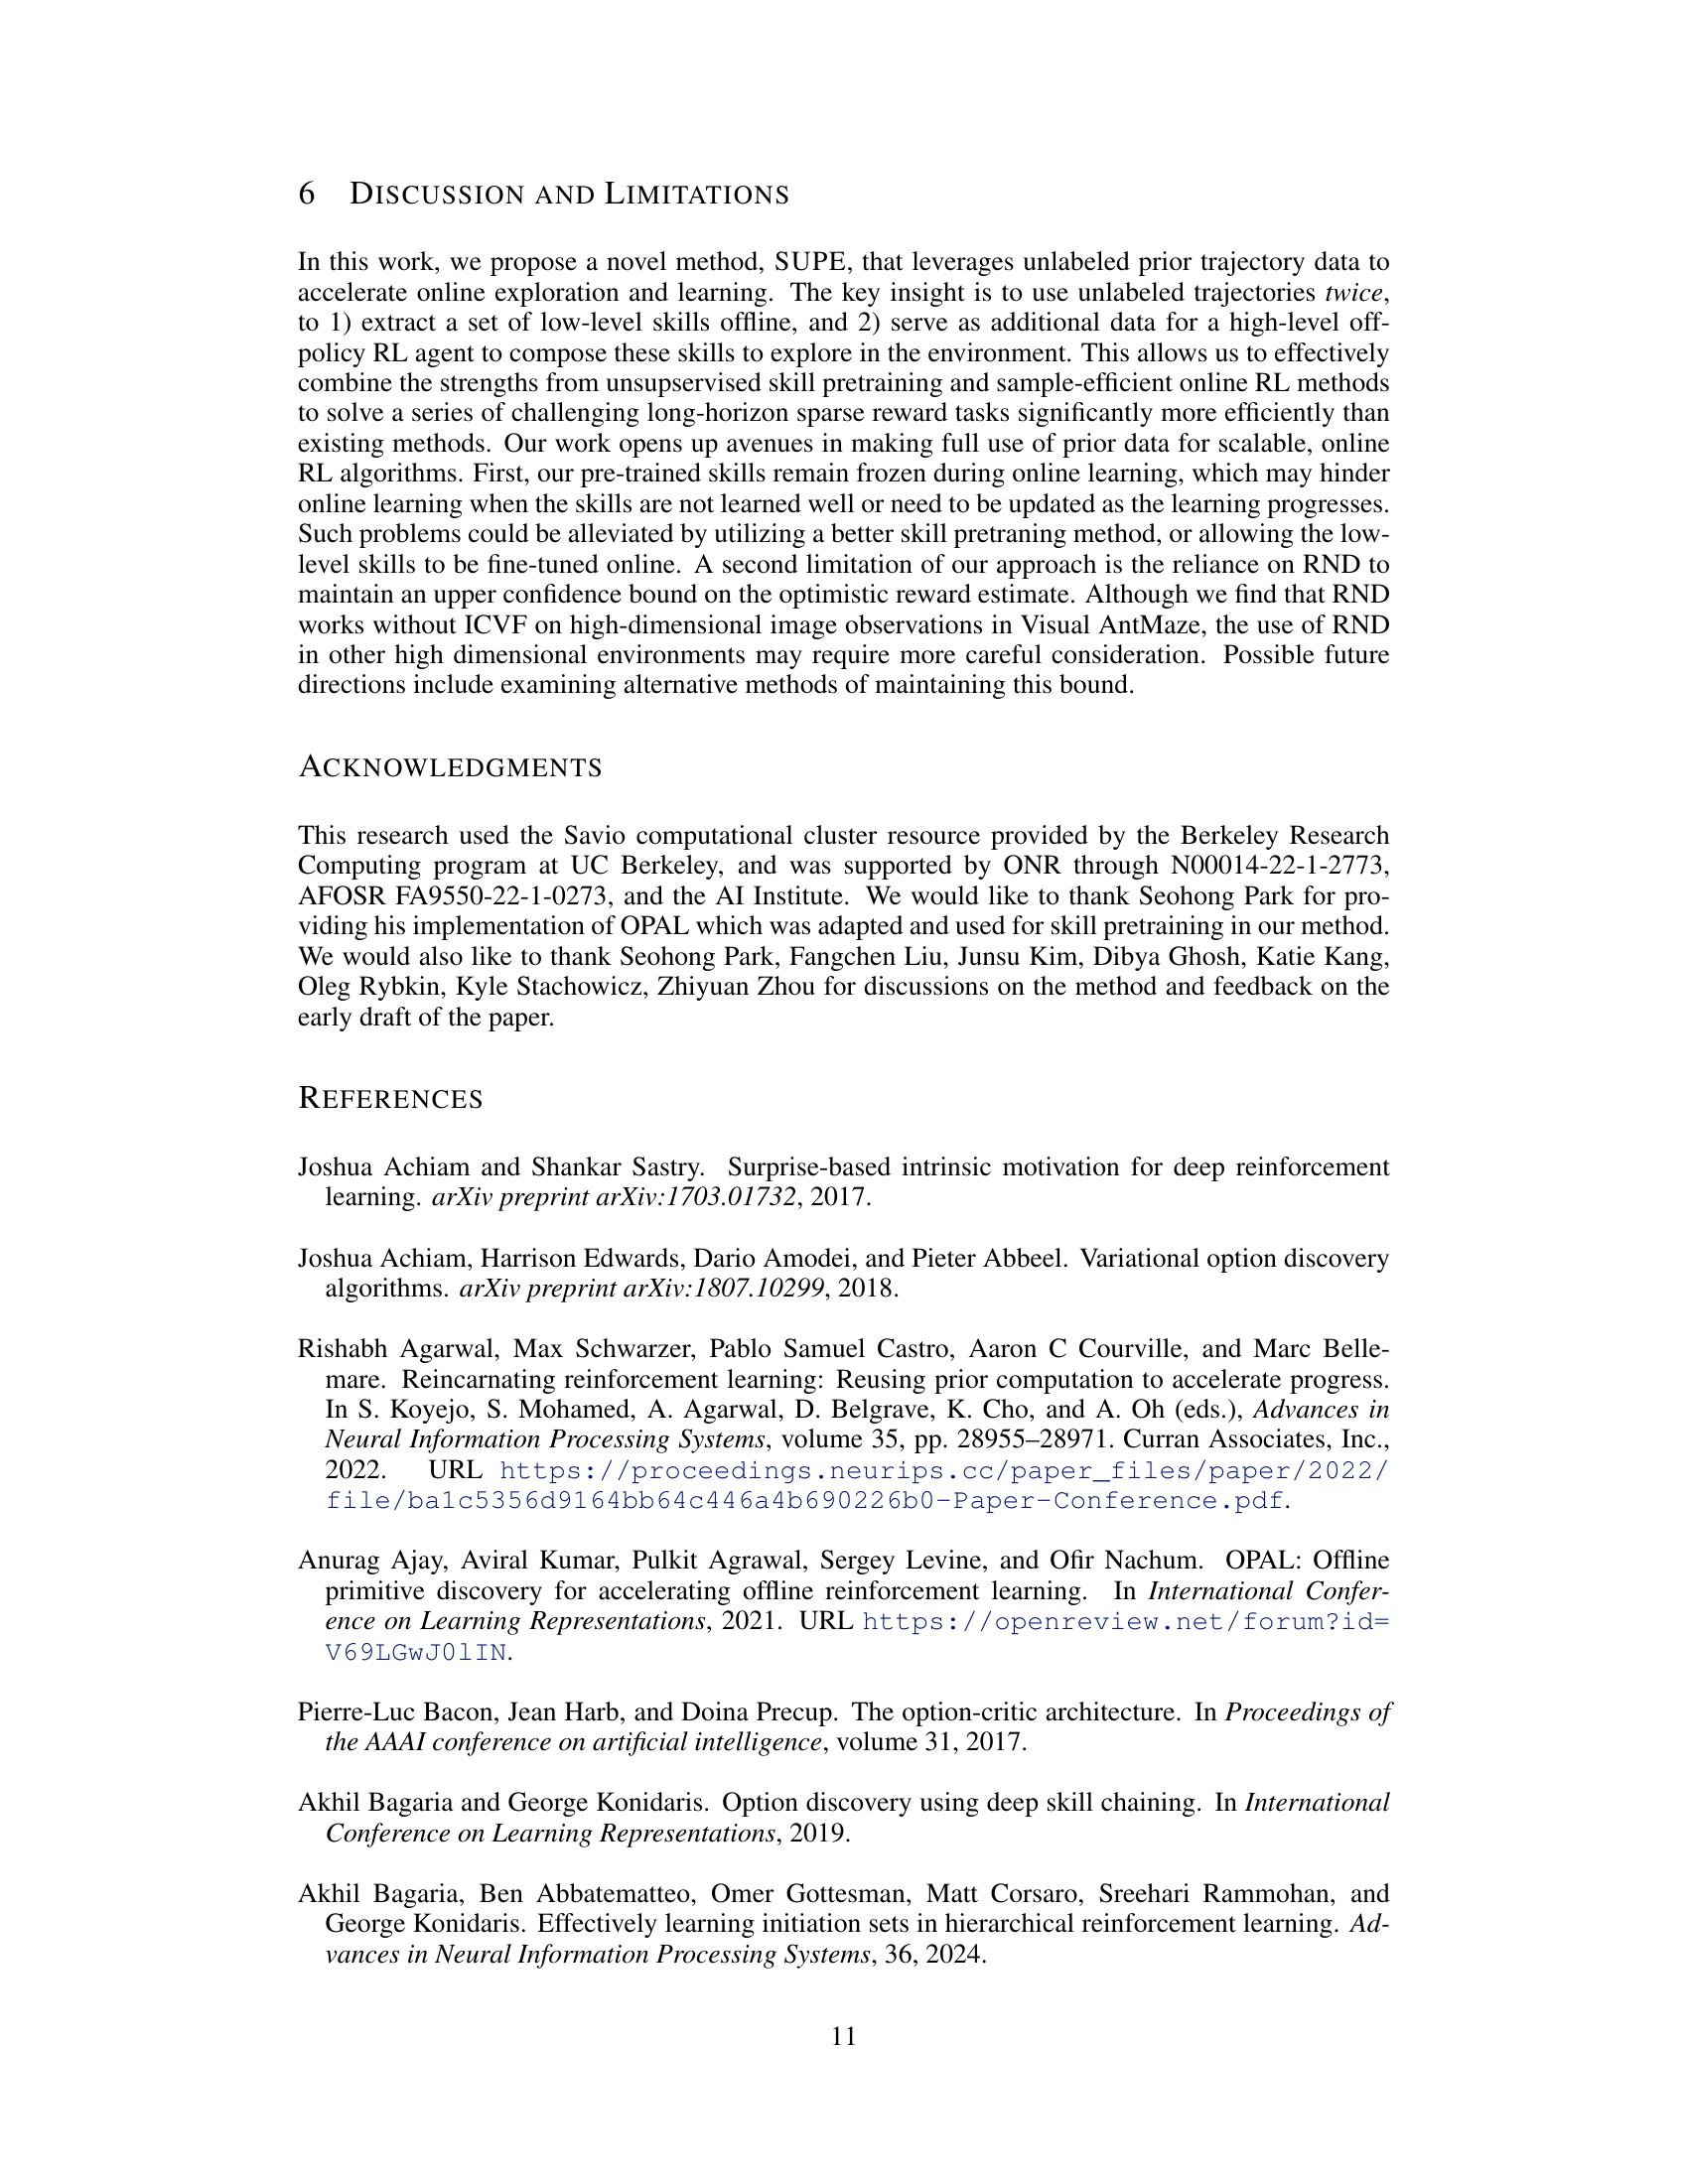 6 DISCUSSION AND LIMITATIONS
In this work, we propose a novel method, SUPE, that leverages unlabeled prior trajectory data to
accelerate online exploration and learning. The key insight is to use unlabeled trajectories twice,
to 1) extract a set of low-level skills offline, and 2) serve as additional data for a high-level off-
policy RL agent to compose these skills to explore in the environment. This allows us to effectively
combine the strengths from unsupservised skill pretraining and sample-efficient online RL methods
to solve a series of challenging long-horizon sparse reward tasks significantly more efficiently than
existing methods. Our work opens up avenues in making full use of prior data for scalable, online
RL algorithms. First, our pre-trained skills remain frozen during online learning, which may hinder
online learning when the skills are not learned well or need to be updated as the learning progresses.
Such problems could be alleviated by utilizing a better skill pretraning method, or allowing the low-
level skills to be fine-tuned online. A second limitation of our approach is the reliance on RND to
maintain an upper confidence bound on the optimistic reward estimate. Although we find that RND
works without ICVF on high-dimensional image observations in Visual AntMaze, the use of RND
in other high dimensional environments may require more careful consideration. Possible future
directions include examining alternative methods of maintaining this bound.
ACKNOWLEDGMENTS
This research used the Savio computational cluster resource provided by the Berkeley Research
Computing program at UC Berkeley, and was supported by ONR through N00014-22-1-2773,
AFOSR FA9550-22-1-0273, and the AI Institute. We would like to thank Seohong Park for pro-
viding his implementation of OPAL which was adapted and used for skill pretraining in our method.
We would also like to thank Seohong Park, Fangchen Liu, Junsu Kim, Dibya Ghosh, Katie Kang,
Oleg Rybkin, Kyle Stachowicz, Zhiyuan Zhou for discussions on the method and feedback on the
early draft of the paper.
REFERENCES
Joshua Achiam and Shankar Sastry. Surprise-based intrinsic motivation for deep reinforcement
learning. arXiv preprint arXiv:1703.01732, 2017.
Joshua Achiam, Harrison Edwards, Dario Amodei, and Pieter Abbeel. Variational option discovery
algorithms. arXiv preprint arXiv:1807.10299, 2018.
Rishabh Agarwal, Max Schwarzer, Pablo Samuel Castro, Aaron C Courville, and Marc Belle-
mare. Reincarnating reinforcement learning: Reusing prior computation to accelerate progress.
In S. Koyejo, S. Mohamed, A. Agarwal, D. Belgrave, K. Cho, and A. Oh (eds.), Advances in
Neural Information Processing Systems, volume 35, pp. 28955–28971. Curran Associates, Inc.,
2022. URL https://proceedings.neurips.cc/paper_files/paper/2022/
file/ba1c5356d9164bb64c446a4b690226b0-Paper-Conference.pdf.
Anurag Ajay, Aviral Kumar, Pulkit Agrawal, Sergey Levine, and Ofir Nachum. OPAL: Offline
primitive discovery for accelerating offline reinforcement learning. In International Confer-
ence on Learning Representations, 2021. URL https://openreview.net/forum?id=
V69LGwJ0lIN.
Pierre-Luc Bacon, Jean Harb, and Doina Precup. The option-critic architecture. In Proceedings of
the AAAI conference on artificial intelligence, volume 31, 2017.
Akhil Bagaria and George Konidaris. Option discovery using deep skill chaining. In International
Conference on Learning Representations, 2019.
Akhil Bagaria, Ben Abbatematteo, Omer Gottesman, Matt Corsaro, Sreehari Rammohan, and
George Konidaris. Effectively learning initiation sets in hierarchical reinforcement learning. Ad-
vances in Neural Information Processing Systems, 36, 2024.
11